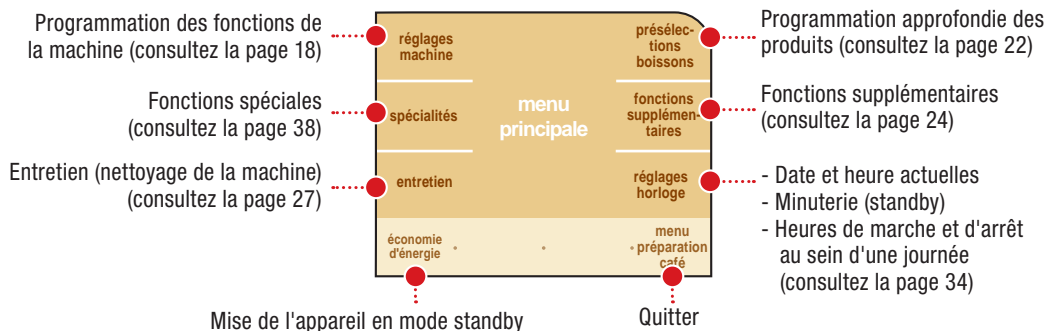 Programmation des fonctions de
la machine (consultez la page 18)
Fonctions spéciales
(consultez la page 38)
Entretien (nettoyage de la machine)
(consultez la page 27)
réglages
machine
spécialités
entretien
économie
d'énergie
menu
principale
présélec-
tions
boissons
fonctions
supplémen-
taires
réglages
horloge
menu
préparation
café
Programmation approfondie des
produits (consultez la page 22)
Fonctions supplémentaires
(consultez la page 24)
- Date et heure actuelles
- Minuterie (standby)
- Heures de marche et d'arrêt
au sein d'une journée
(consultez la page 34)
Mise de l'appareil en mode standby
Quitter